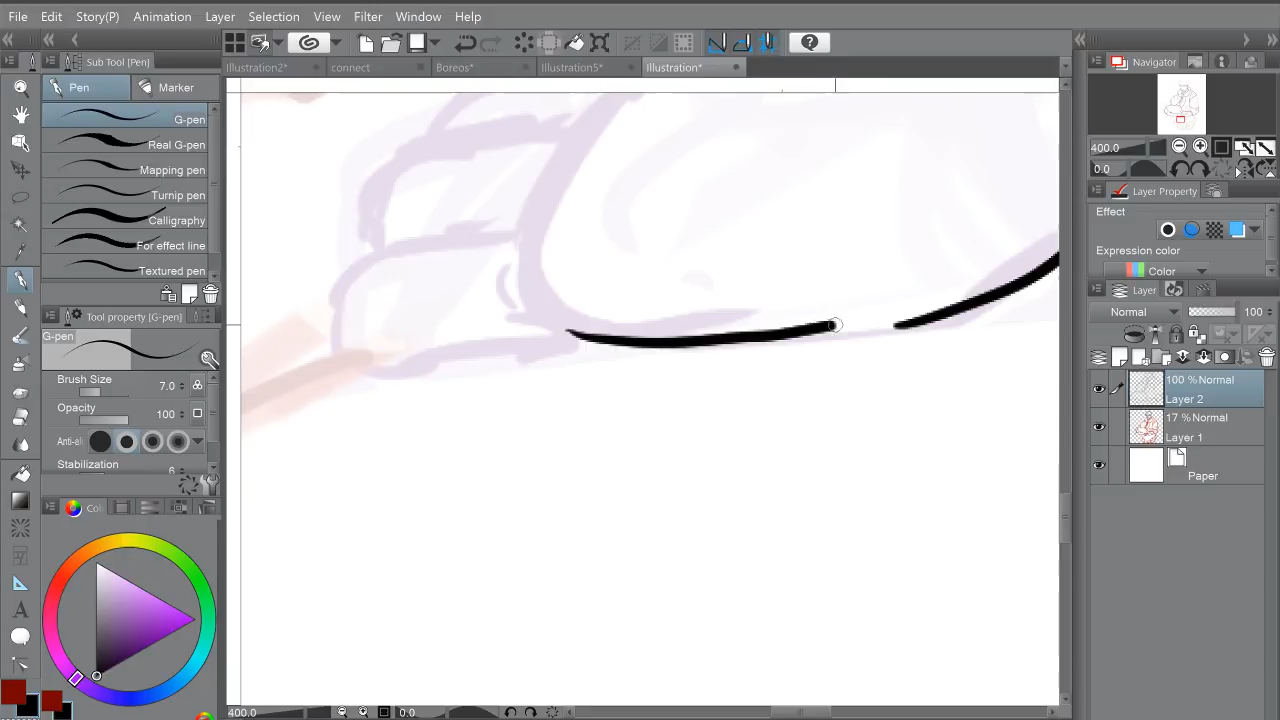 File Edit Story(P) Animation Layer Selection View Filter Window Help
Sub Tool [Pen]
Pen Marker
G-pen
Real G-pen
Mapping pen
Turnip pen
Calligraphy
For effect line
Textured pen
Tool property [G-pen]
G-pen
Brush Size 7.0
Opacity 100
Anti-al
Stabilization 6
Col
Illustration2* connect Boreos* Illustration5* Illustration*
400.0 0.0
Navigator
400.0
0.0
Layer Property
Effect
Expression color
Color
Layer
Normal 100
100 %Normal
Layer 2
17 %Normal
Layer 1
Paper